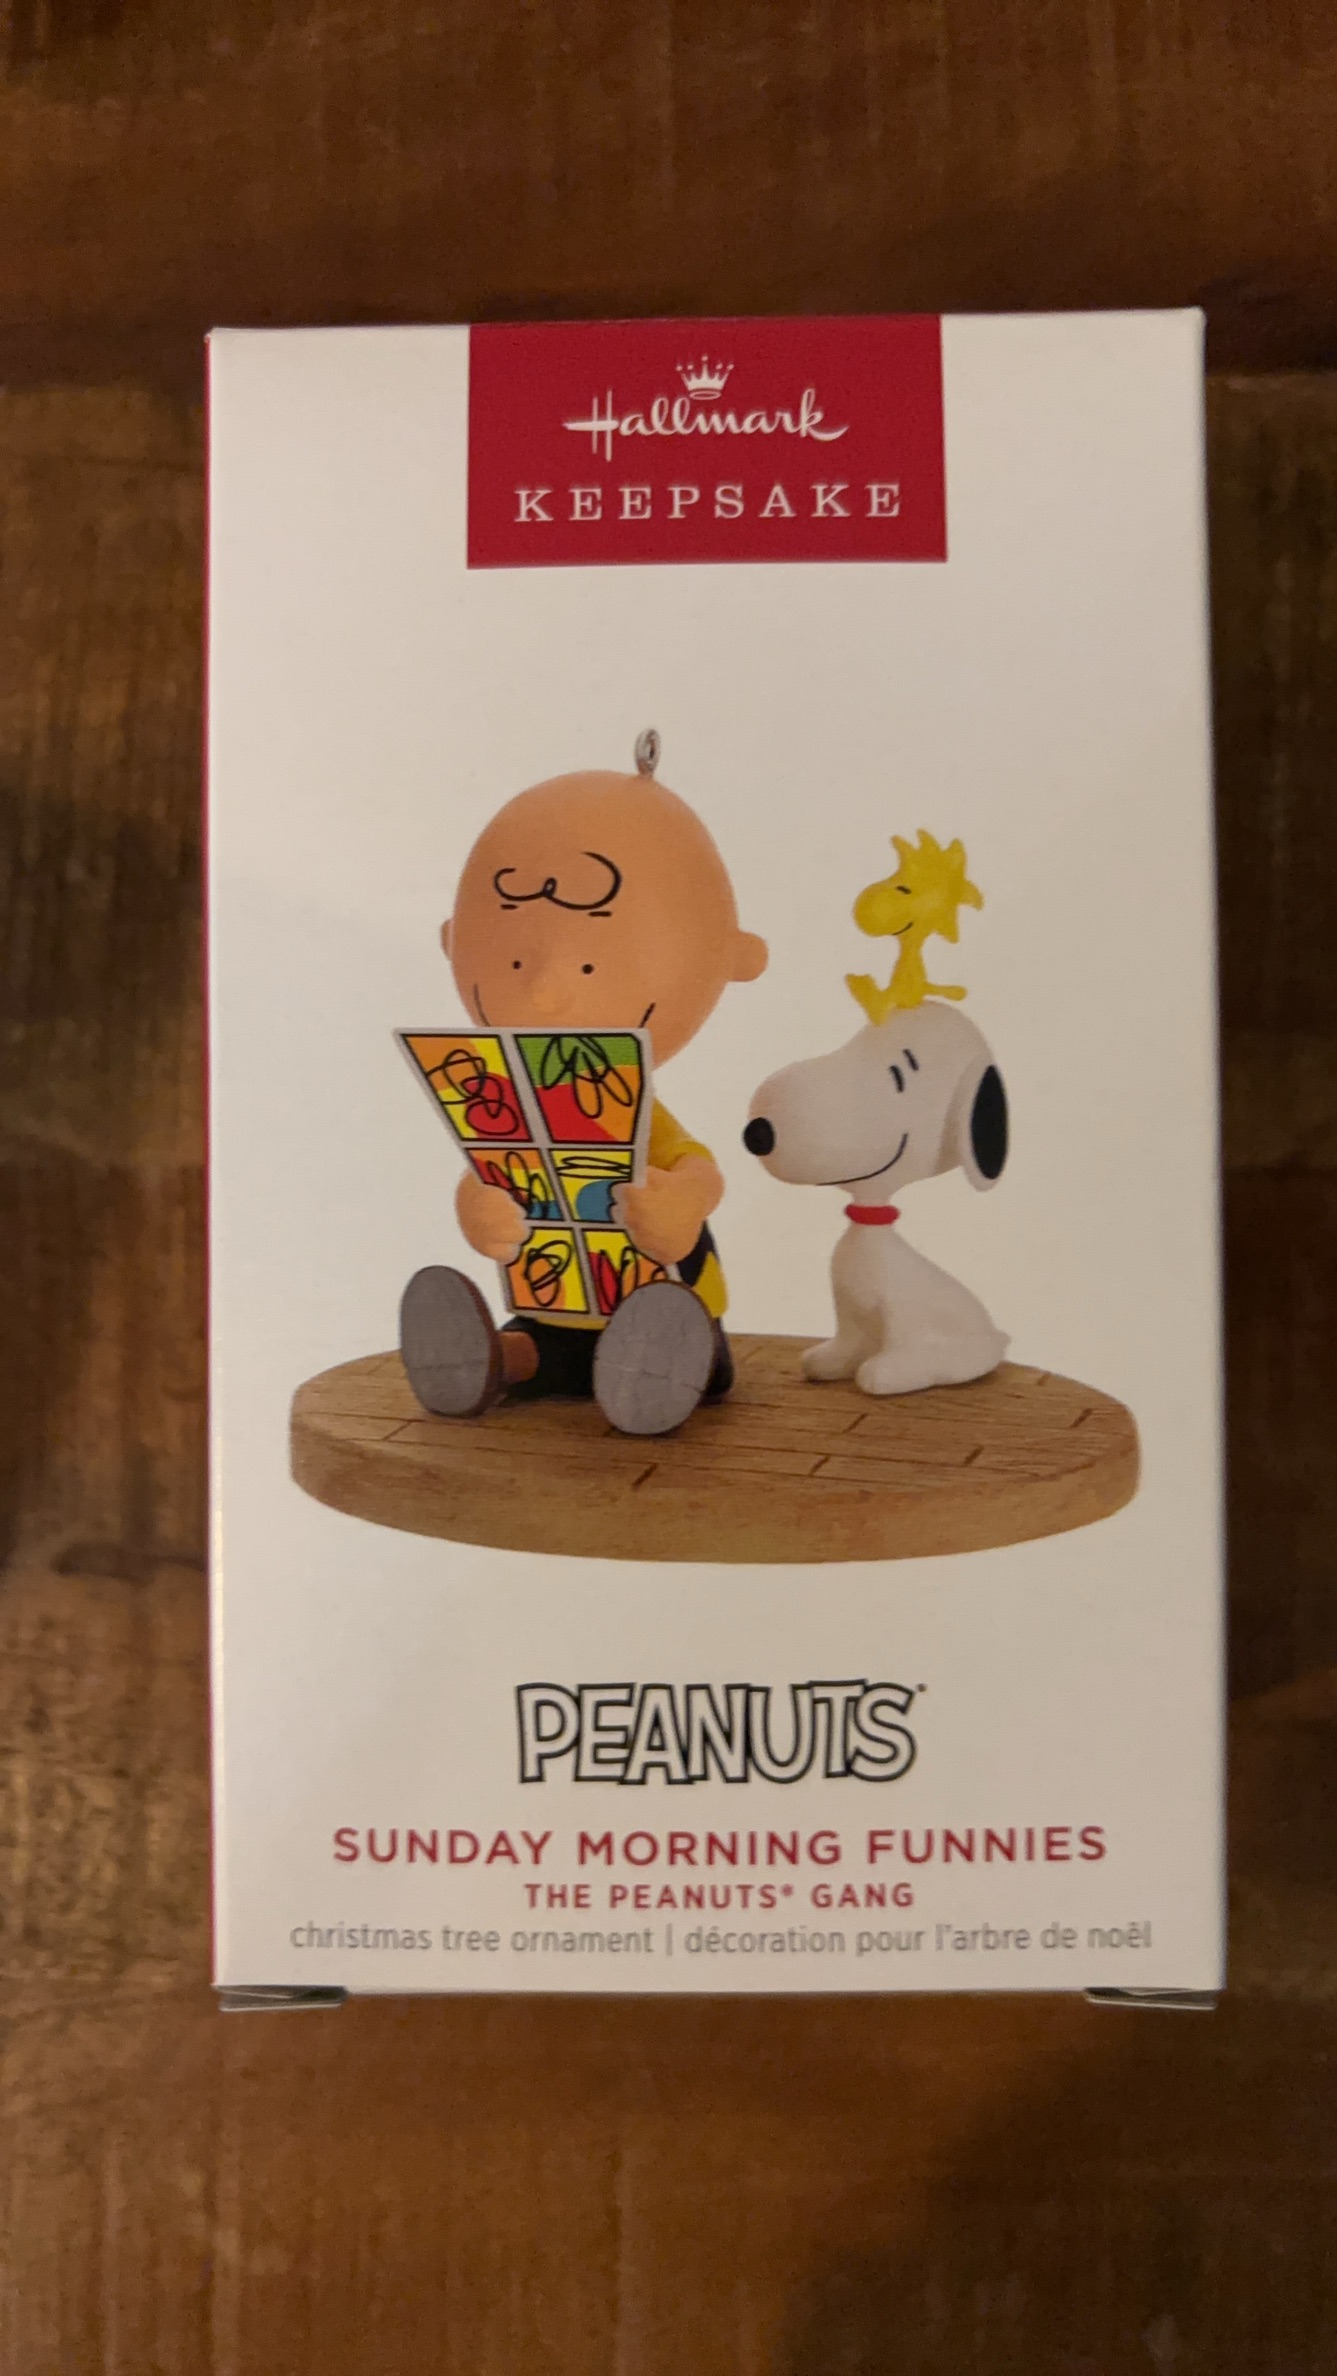 Hallmark
KEEPSAKE
PEANUTS
SUNDAY MORNING FUNNIES
THE PEANUTS® GANG
christmas tree ornament | décoration pour l'arbre de noël